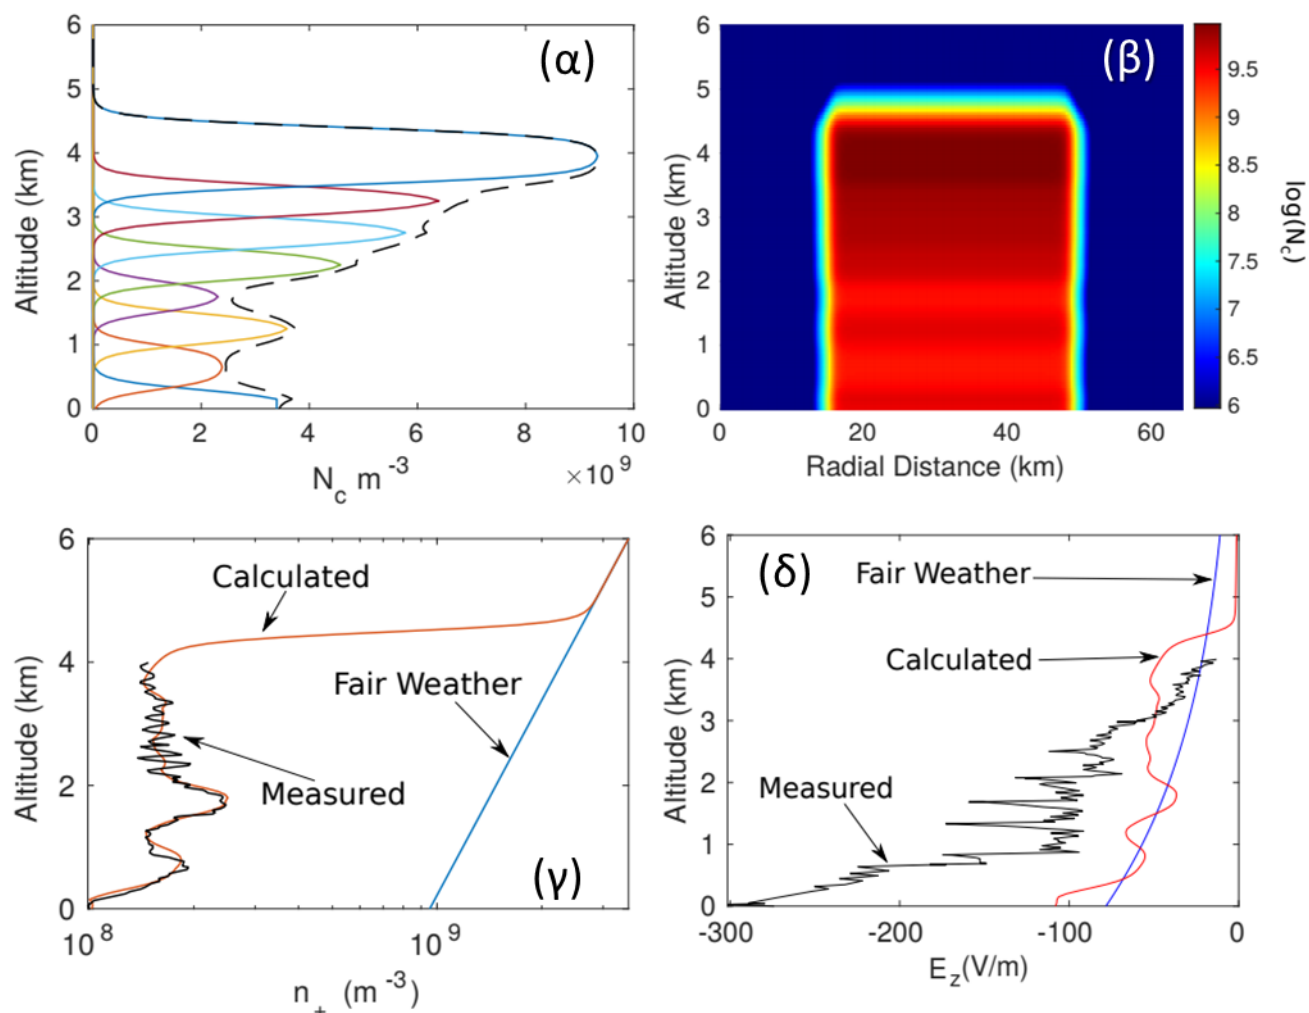 (α)
6
5
4
3
2
1
0
Altitude (km)
0 2 4 6 8 10
N_c m^-3
×10^9
(β)
6
5
4
3
2
1
0
Altitude (km)
0 20 40 60
Radial Distance (km)
9.5
9
8.5
8
7.5
7
6.5
6
log(N_c)
6
4
2
0
Altitude (km)
Calculated
Fair Weather
Measured
(γ)
10^8 10^9
n_+ (m^-3)
(δ)
6
5
4
3
2
1
0
Altitude (km)
Fair Weather
Calculated
Measured
-300 -200 -100 0
E_z(V/m)